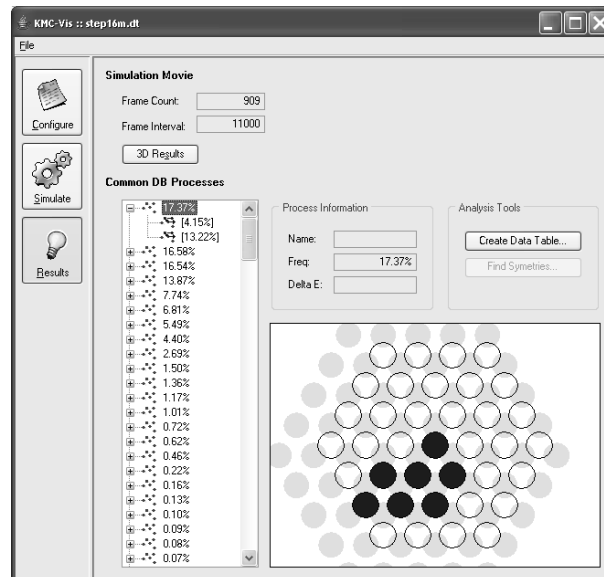 KMC-Vis :: step16m.dt
File
Configure
Simulate
Results
Simulation Movie
Frame Count: 909
Frame Interval: 11000
3D Results
Common DB Processes
17.37%
[4.15%]
[13.22%]
16.58%
16.54%
13.87%
7.74%
6.81%
5.49%
4.40%
2.69%
1.50%
1.36%
1.17%
1.01%
0.72%
0.62%
0.46%
0.22%
0.16%
0.13%
0.10%
0.09%
0.08%
0.07%
Process Information
Name:
Freq: 17.37%
Delta E:
Analysis Tools
Create Data Table...
Find Symetries...